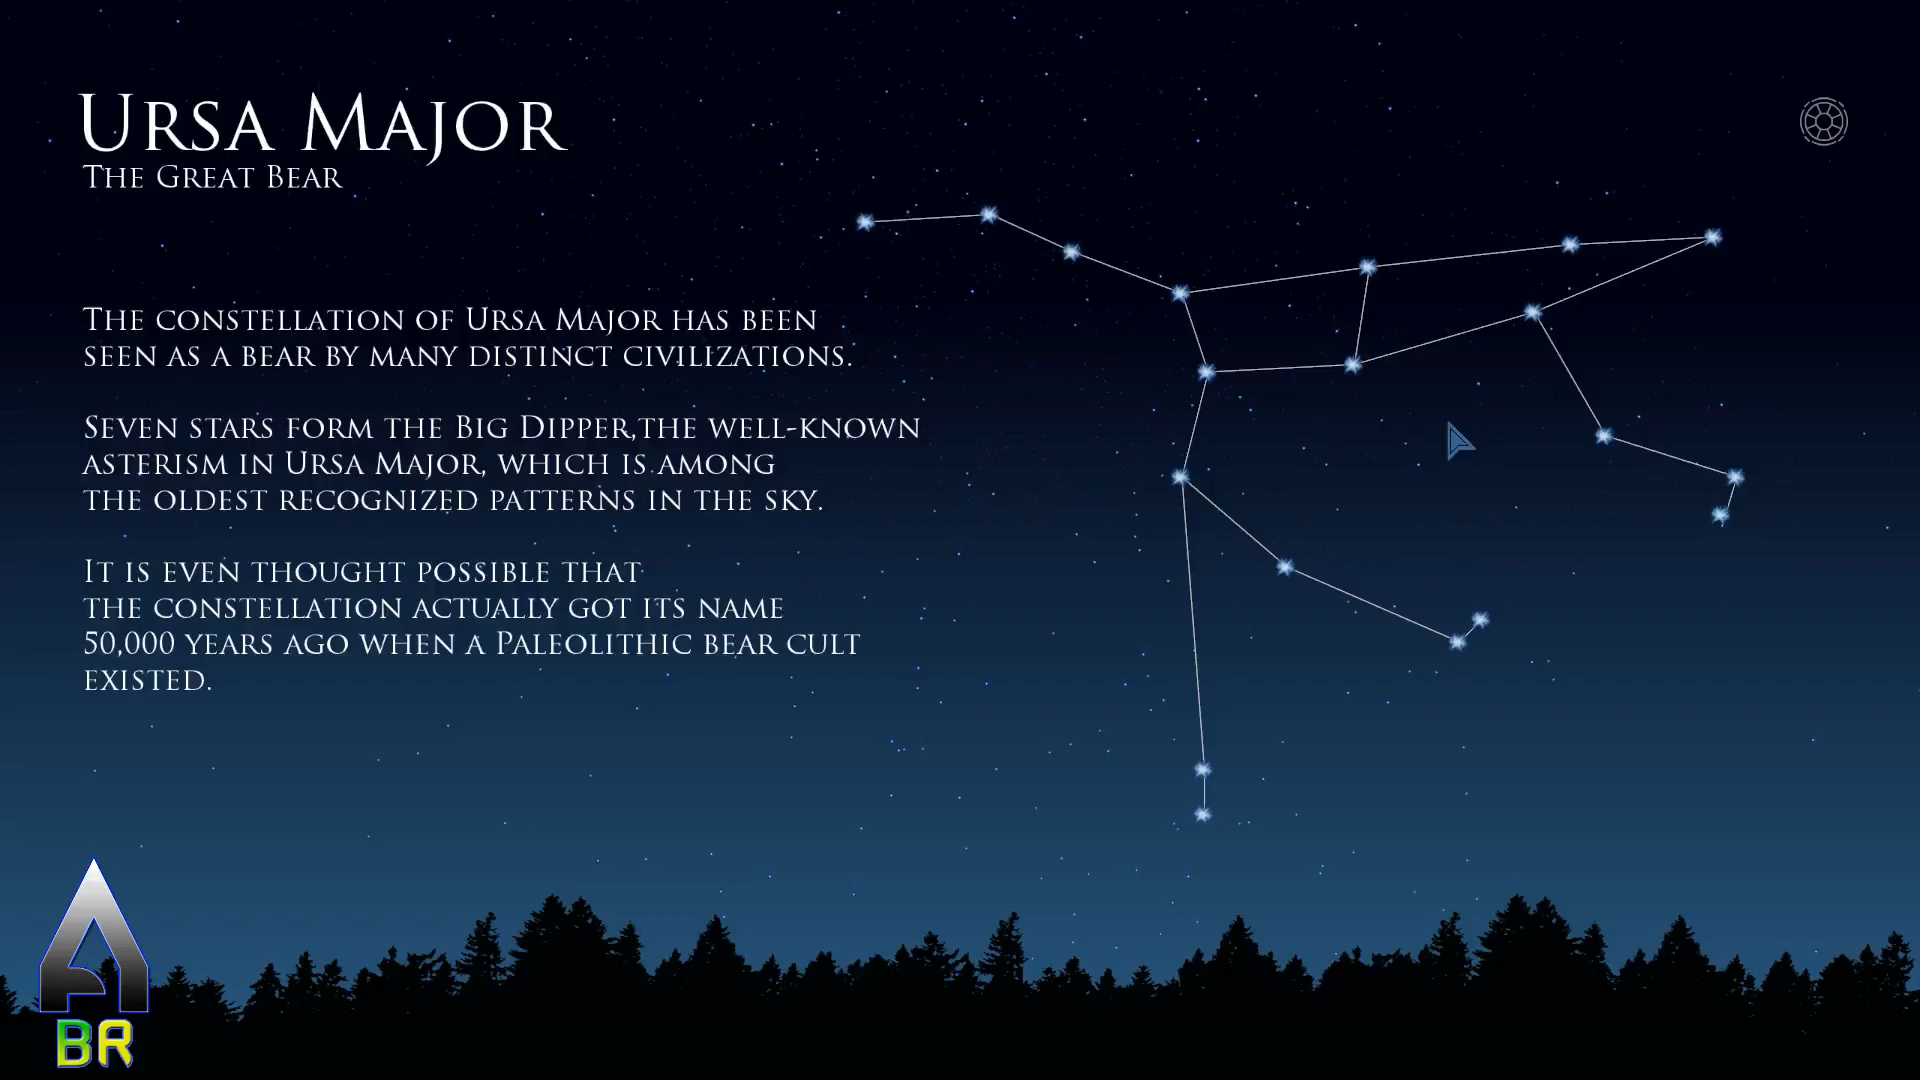 Ursa Major
The Great Bear
The constellation of Ursa Major has been
seen as a bear by many distinct civilizations.
Seven stars form the Big Dipper,the well-known
asterism in Ursa Major, which is among
the oldest recognized patterns in the sky.
It is even thought possible that
the constellation actually got its name
50,000 years ago when a Paleolithic bear cult
existed.
A
BR